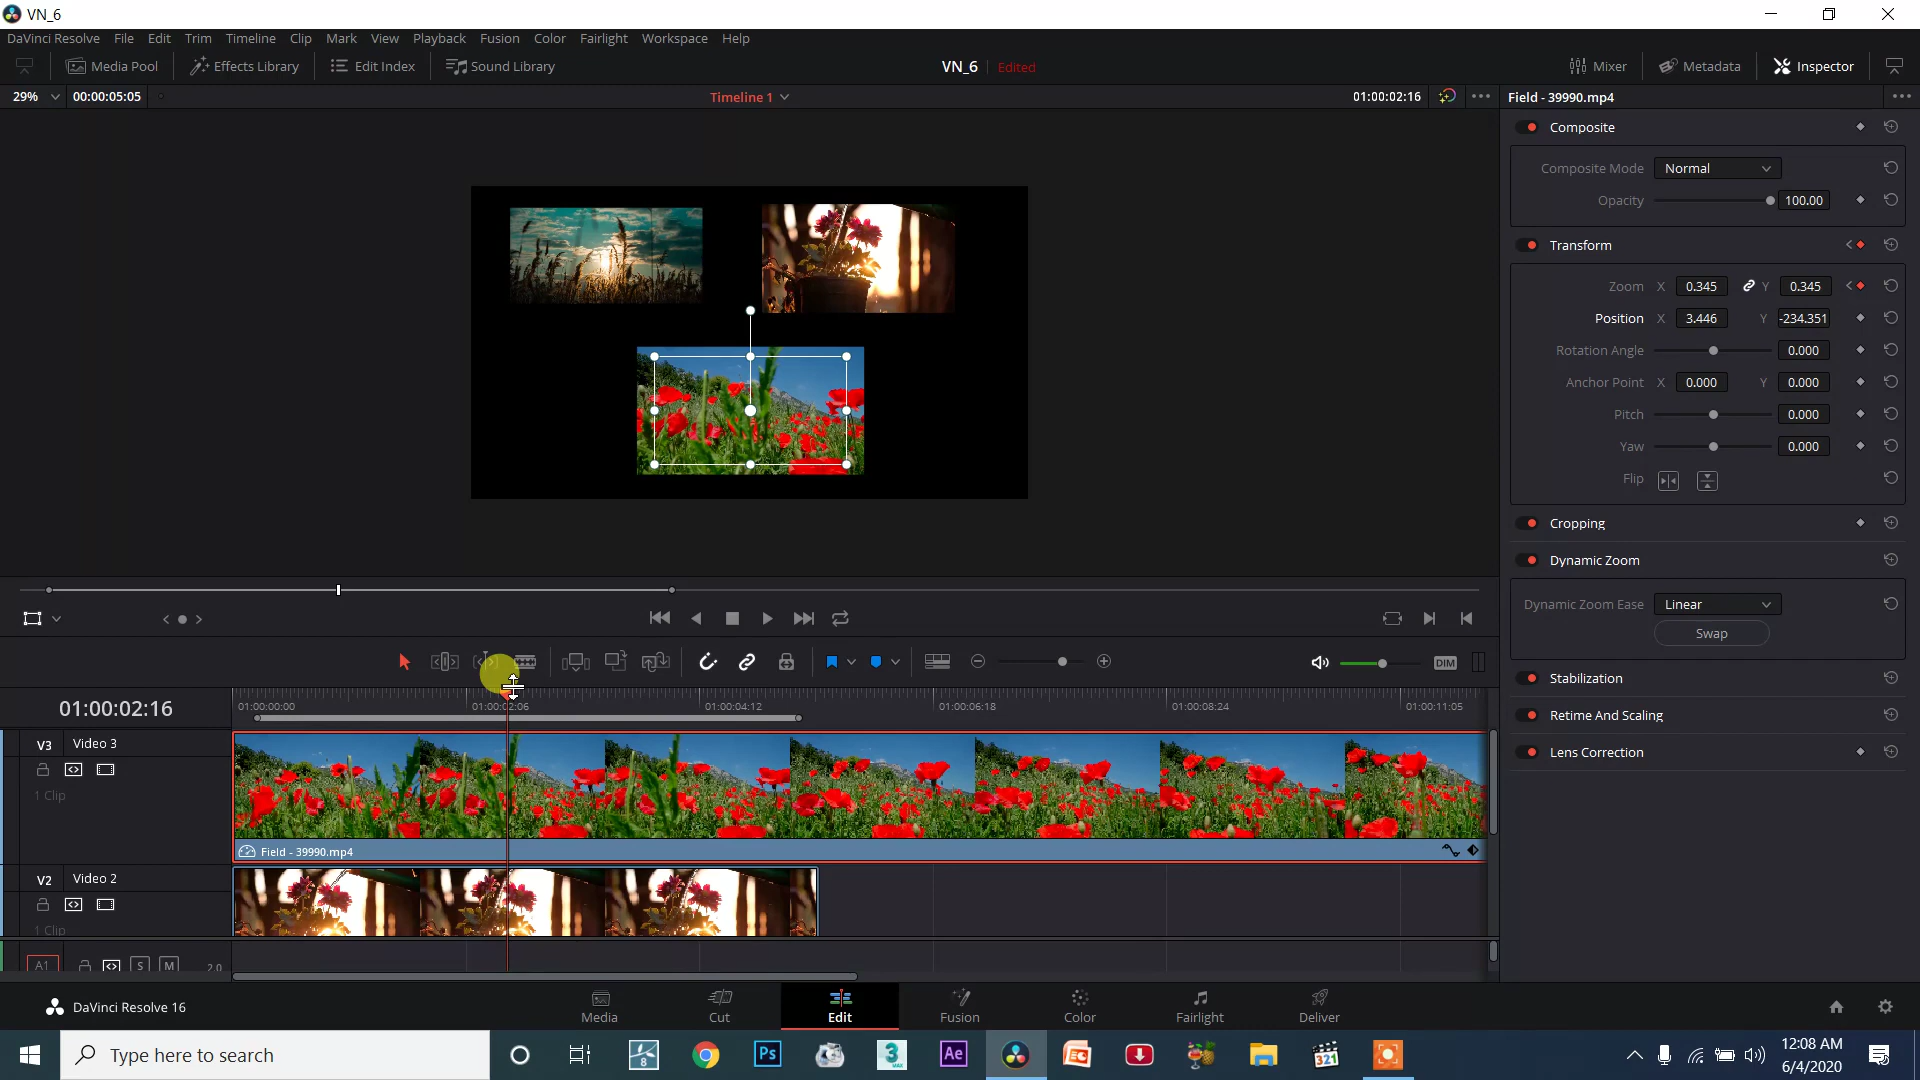 VN_6
DaVinci Resolve File Edit Trim Timeline Clip Mark View Playback Fusion Color Fairlight Workspace Help
Media Pool Effects Library Edit Index Sound Library VN_6 Edited Mixer Metadata Inspector
29% 00:00:05:05 Timeline 1 01:00:02:16 Field - 39990.mp4
Composite
Composite Mode Normal
Opacity 100.00
Transform
Zoom X 0.345 Y 0.345
Position X 3.446 Y -234.351
Rotation Angle 0.000
Anchor Point X 0.000 Y 0.000
Pitch 0.000
Yaw 0.000
Flip
Cropping
Dynamic Zoom
Dynamic Zoom Ease Linear
Swap
Stabilization
Retime And Scaling
Lens Correction
DIM
01:00:02:16
01:00:00:00 01:00:02:06 01:00:04:12 01:00:06:18 01:00:08:24 01:00:11:05
V3 Video 3
1 Clip
Field - 39990.mp4
V2 Video 2
1 Clip
A1 S M 2.0
DaVinci Resolve 16
Media Cut Edit Fusion Color Fairlight Deliver
Type here to search
8 Ps 3 MAX Ae 321
12:08 AM
6/4/2020